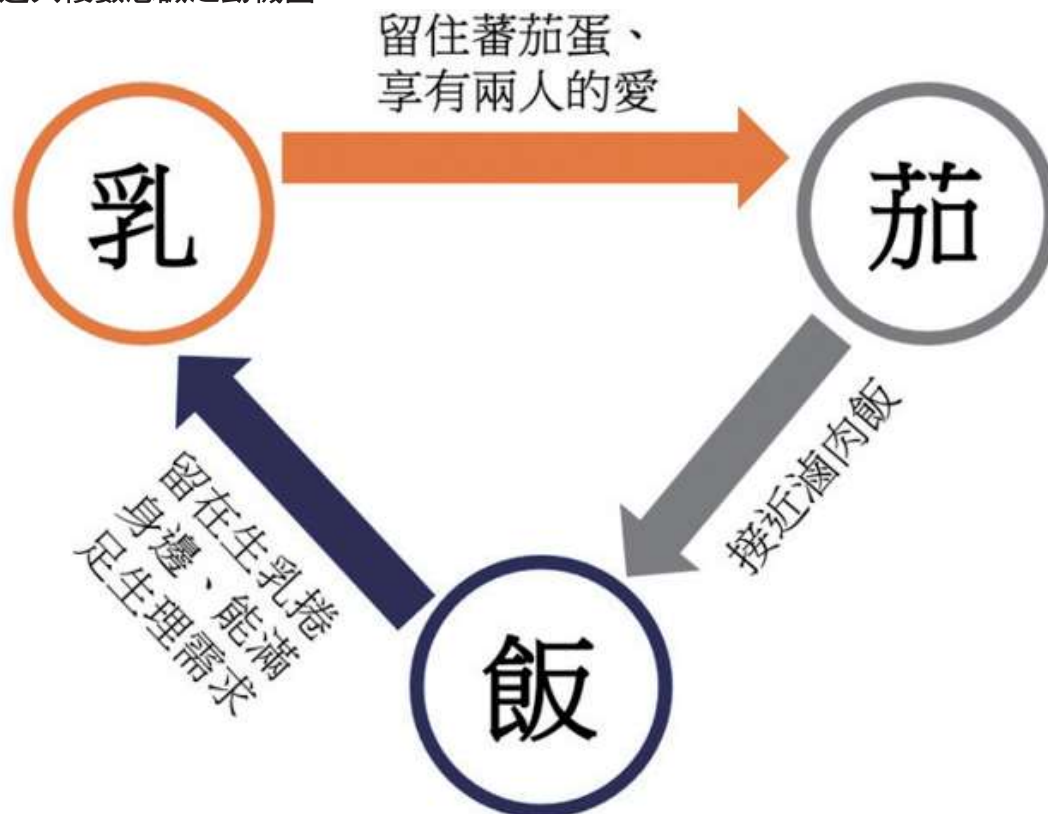 留住蕃茄蛋、
享有兩人的愛
乳
茄
接近滷肉飯
留在生乳捲
身邊、能滿
足生理需求
飯